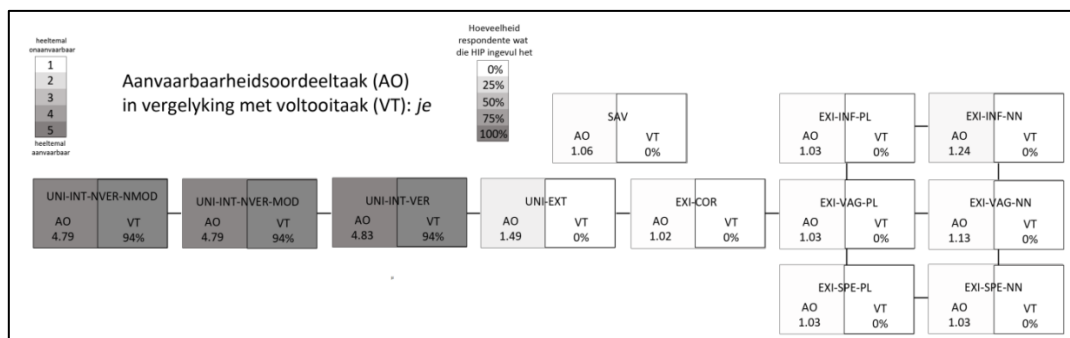 heeltemal
onaanvaarbaar
1
2
3
4
5
heeltemal
aanvaarbaar
Aanvaarbaarheidsoordeeltaak (AO)
in vergelyking met voltooitaak (VT): je
Hoeveelheid
respondente wat
die HIP ingevul het
0%
25%
50%
75%
100%
SAV
AO VT
1.06 0%
EXI-INF-PL
AO VT
1.03 0%
EXI-INF-NN
AO VT
1.24 0%
UNI-INT-NVER-NMOD
AO VT
4.79 94%
UNI-INT-NVER-MOD
AO VT
4.79 94%
UNI-INT-VER
AO VT
4.83 94%
UNI-EXT
AO VT
1.49 0%
EXI-COR
AO VT
1.02 0%
EXI-VAG-PL
AO VT
1.03 0%
EXI-VAG-NN
AO VT
1.13 0%
EXI-SPE-PL
AO VT
1.03 0%
EXI-SPE-NN
AO VT
1.03 0%